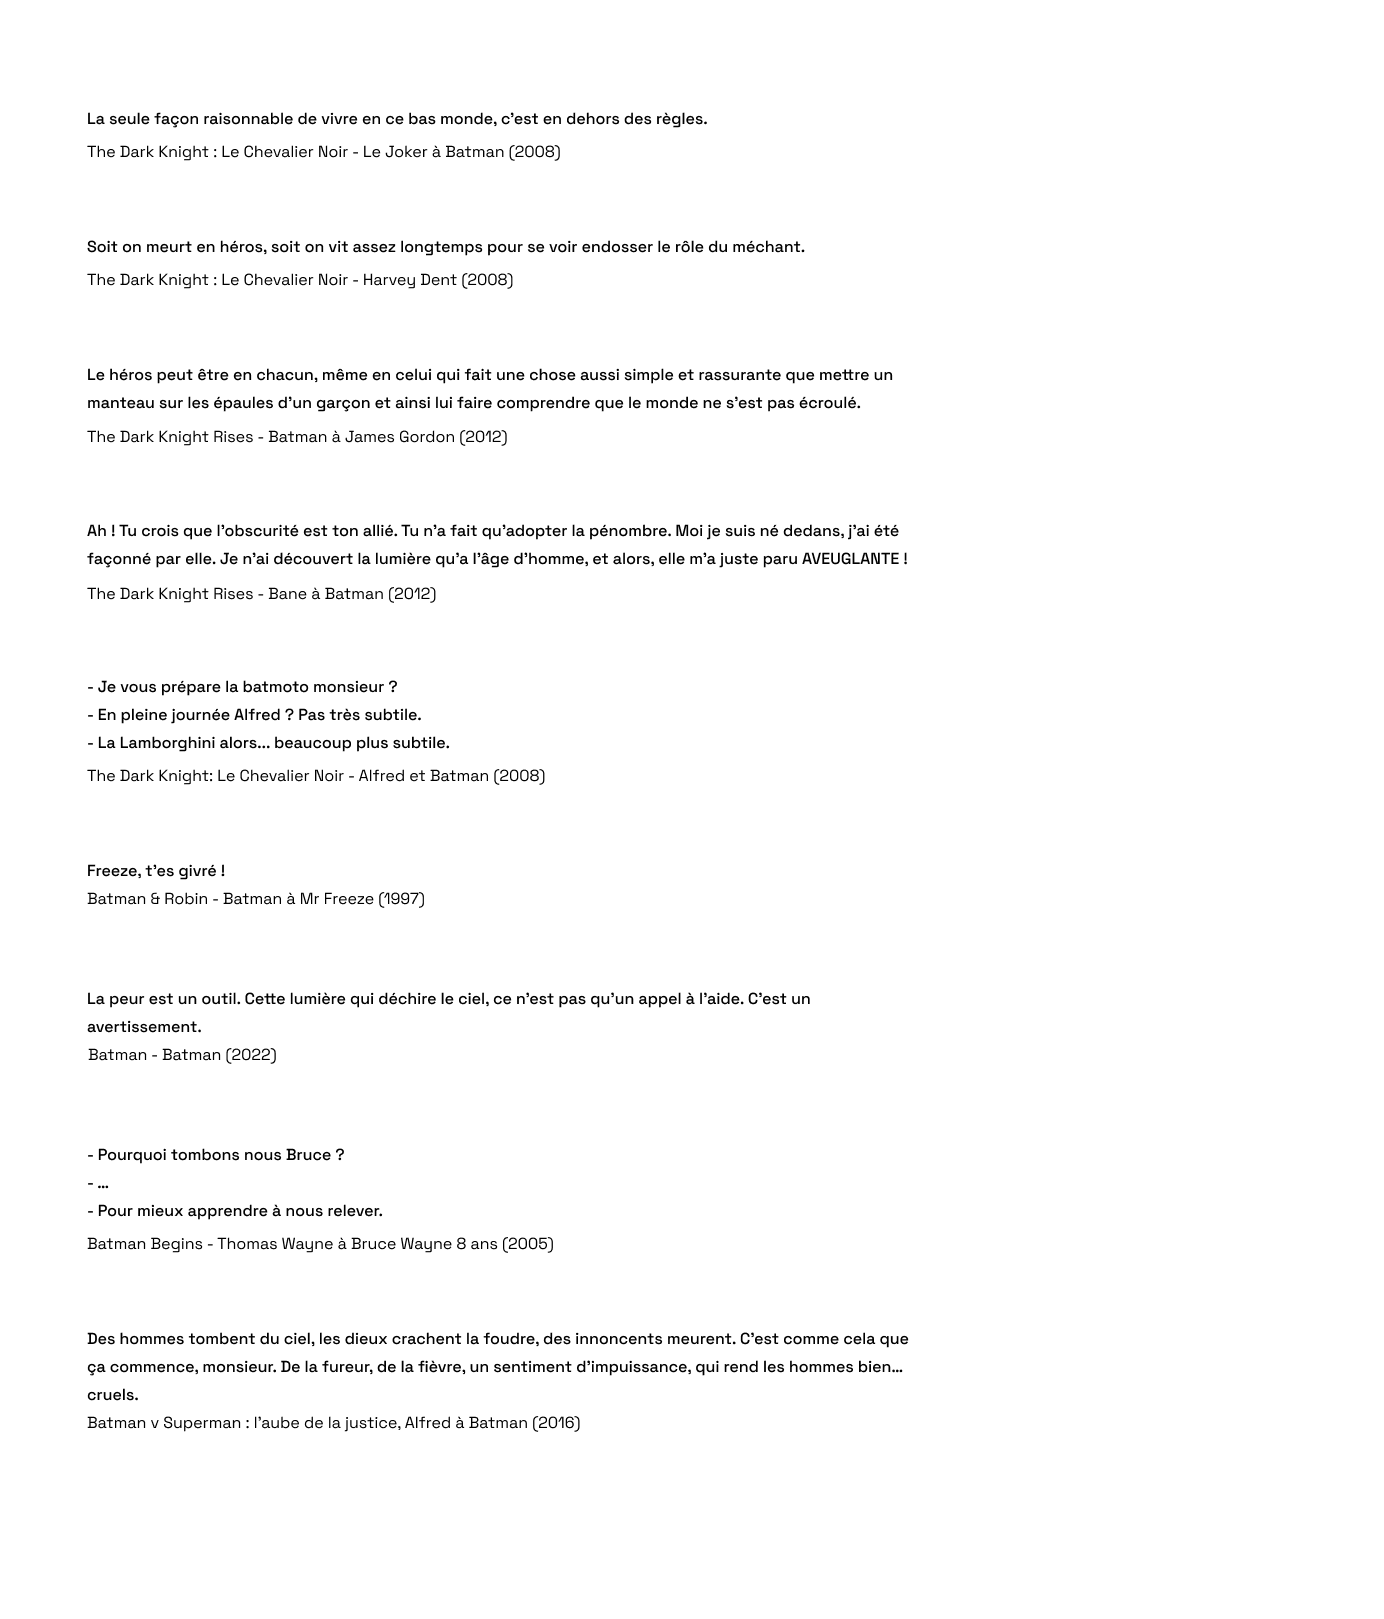 La seule façon raisonnable de vivre en ce bas monde, c’est en dehors des règles.
The Dark Knight : Le Chevalier Noir - Le Joker à Batman (2008)
Soit on meurt en héros, soit on vit assez longtemps pour se voir endosser le rôle du méchant.
The Dark Knight : Le Chevalier Noir - Harvey Dent (2008)
Le héros peut être en chacun, même en celui qui fait une chose aussi simple et rassurante que mettre un
manteau sur les épaules d’un garçon et ainsi lui faire comprendre que le monde ne s’est pas écroulé.
The Dark Knight Rises - Batman à James Gordon (2012)
Ah ! Tu crois que l’obscurité est ton allié. Tu n’a fait qu’adopter la pénombre. Moi je suis né dedans, j’ai été
façonné par elle. Je n’ai découvert la lumière qu’a l’âge d’homme, et alors, elle m’a juste paru AVEUGLANTE !
The Dark Knight Rises - Bane à Batman (2012)
- Je vous prépare la batmoto monsieur ?
- En pleine journée Alfred ? Pas très subtile.
- La Lamborghini alors... beaucoup plus subtile.
The Dark Knight: Le Chevalier Noir - Alfred et Batman (2008)
Freeze, t’es givré !
Batman & Robin - Batman à Mr Freeze (1997)
La peur est un outil. Cette lumière qui déchire le ciel, ce n’est pas qu’un appel à l’aide. C’est un
avertissement.
Batman - Batman (2022)
- Pourquoi tombons nous Bruce ?
- …
- Pour mieux apprendre à nous relever.
Batman Begins - Thomas Wayne à Bruce Wayne 8 ans (2005)
Des hommes tombent du ciel, les dieux crachent la foudre, des innoncents meurent. C’est comme cela que
ça commence, monsieur. De la fureur, de la fièvre, un sentiment d’impuissance, qui rend les hommes bien…
cruels.
Batman v Superman : l’aube de la justice, Alfred à Batman (2016)